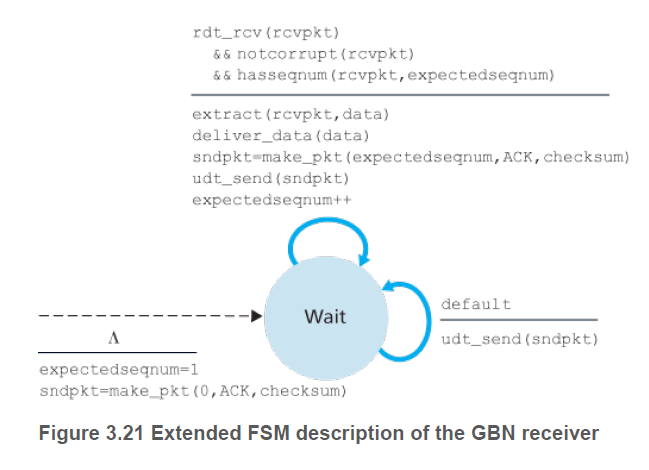 rdt_rcv(rcvpkt)
&& notcorrupt(rcvpkt)
&& hasseqnum(rcvpkt,expectedseqnum)
extract(rcvpkt,data)
deliver_data(data)
sndpkt=make_pkt(expectedseqnum,ACK,checksum)
udt_send(sndpkt)
expectedseqnum++
Wait
default
udt_send(sndpkt)
Λ
expectedseqnum=1
sndpkt=make_pkt(0,ACK,checksum)
Figure 3.21 Extended FSM description of the GBN receiver